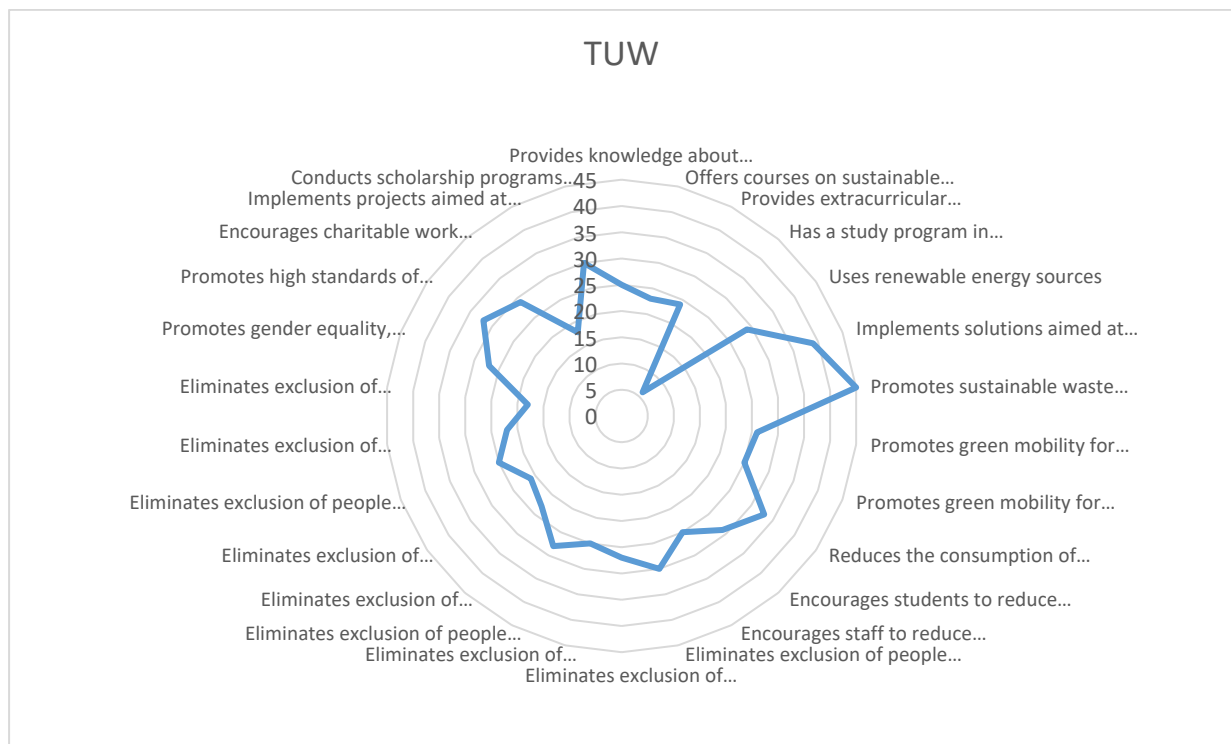 TUW
Provides knowledge about...
Offers courses on sustainable...
Provides extracurricular...
Has a study program in...
Uses renewable energy sources
Implements solutions aimed at...
Promotes sustainable waste...
Promotes green mobility for...
Promotes green mobility for...
Reduces the consumption of...
Encourages students to reduce...
Encourages staff to reduce...
Eliminates exclusion of people...
Eliminates exclusion of...
Eliminates exclusion of...
Eliminates exclusion of people...
Eliminates exclusion of...
Eliminates exclusion of...
Eliminates exclusion of people...
Eliminates exclusion of...
Eliminates exclusion of...
Promotes gender equality,...
Promotes high standards of...
Encourages charitable work...
Implements projects aimed at...
Conducts scholarship programs...
45
40
35
30
25
20
15
10
5
0